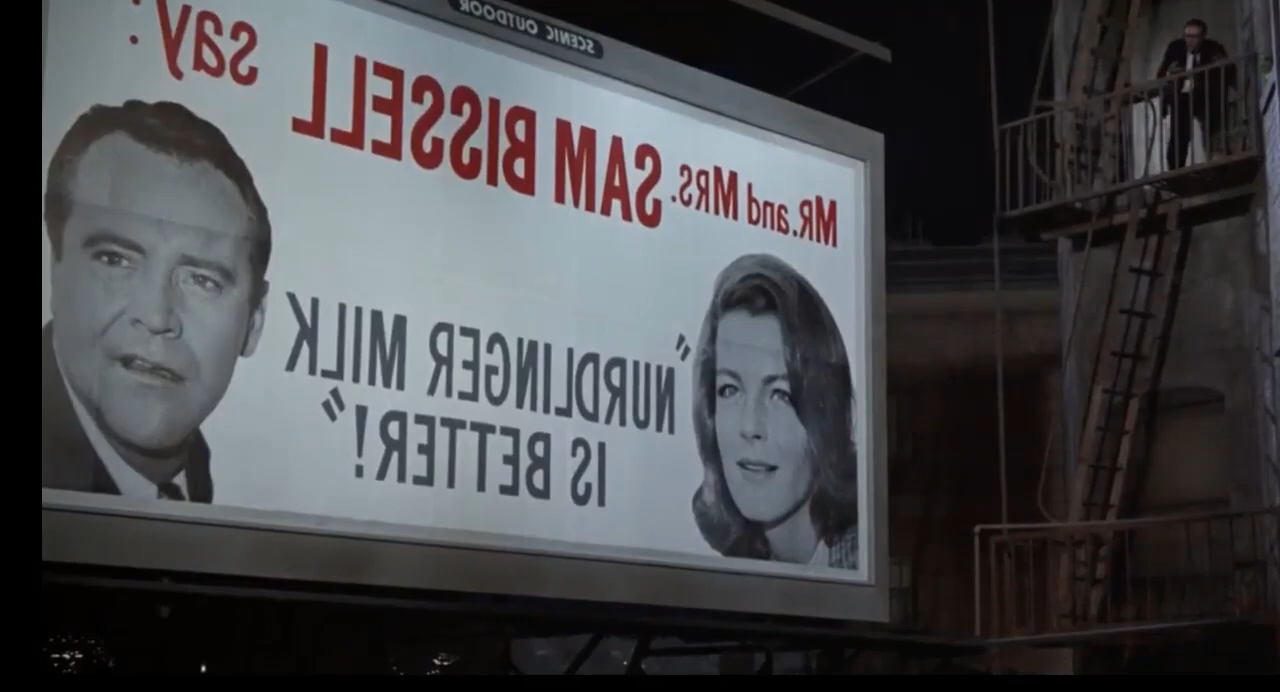 SCENIC OUTDOOR
Mr. and Mrs. SAM BISSELL say:
"NURDLINGER MILK
IS BETTER!"